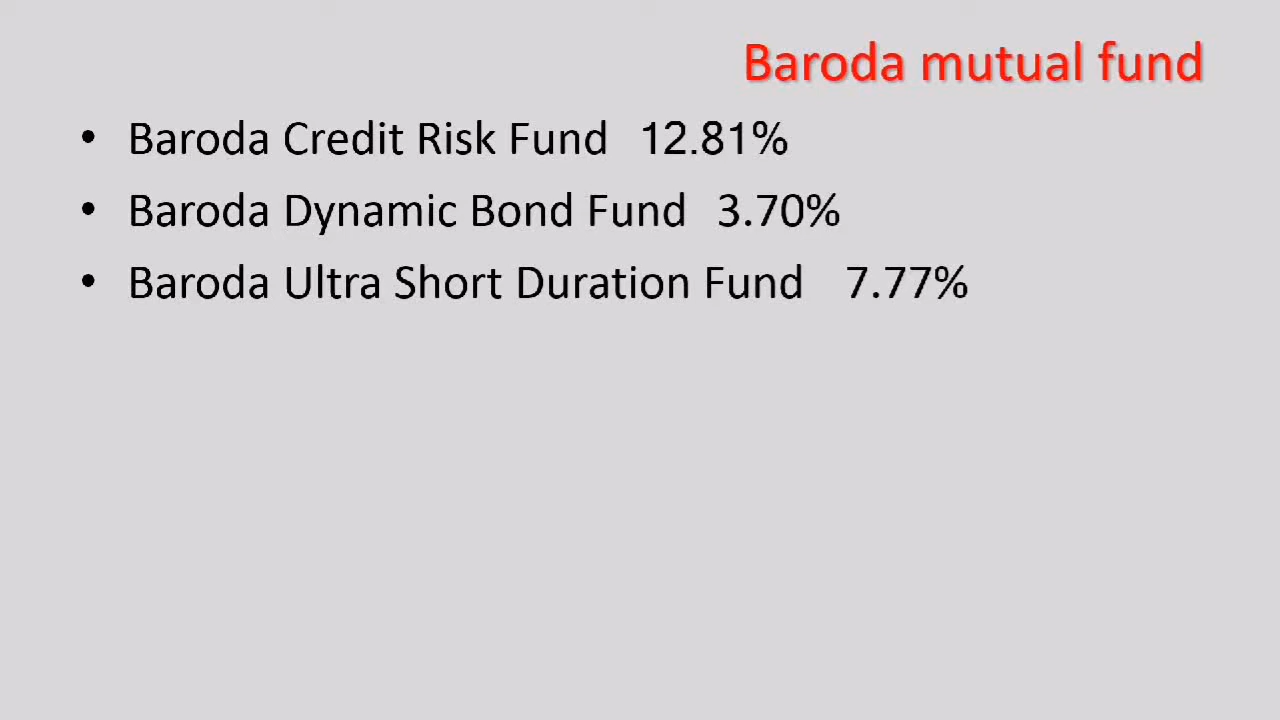 Baroda mutual fund
• Baroda Credit Risk Fund 12.81%
• Baroda Dynamic Bond Fund 3.70%
• Baroda Ultra Short Duration Fund 7.77%